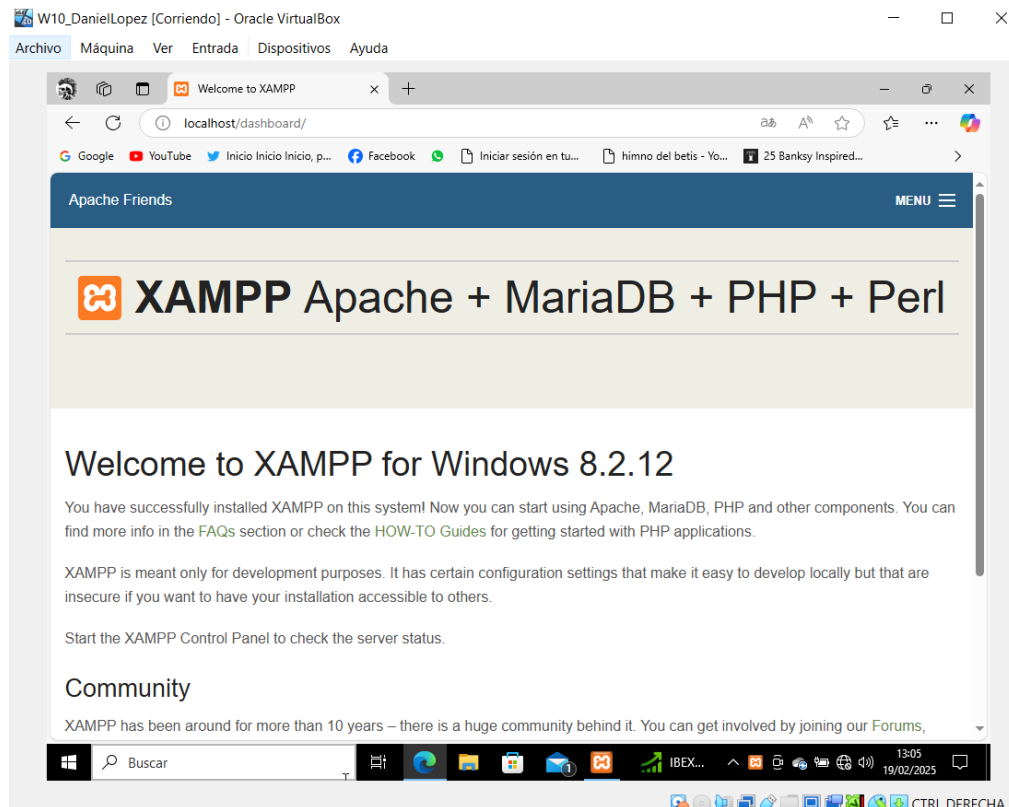 W10_DanielLopez [Corriendo] - Oracle VirtualBox
Archivo Máquina Ver Entrada Dispositivos Ayuda
Welcome to XAMPP
localhost/dashboard/
Google YouTube Inicio Inicio Inicio, p... Facebook Iniciar sesión en tu... himno del betis - Yo... 25 Banksy Inspired...
Apache Friends MENU
XAMPP Apache + MariaDB + PHP + Perl
Welcome to XAMPP for Windows 8.2.12
You have successfully installed XAMPP on this system! Now you can start using Apache, MariaDB, PHP and other components. You can
find more info in the FAQs section or check the HOW-TO Guides for getting started with PHP applications.
XAMPP is meant only for development purposes. It has certain configuration settings that make it easy to develop locally but that are
insecure if you want to have your installation accessible to others.
Start the XAMPP Control Panel to check the server status.
Community
XAMPP has been around for more than 10 years – there is a huge community behind it. You can get involved by joining our Forums,
Buscar 1 IBEX... 13:05
19/02/2025
CTRL DERECHA